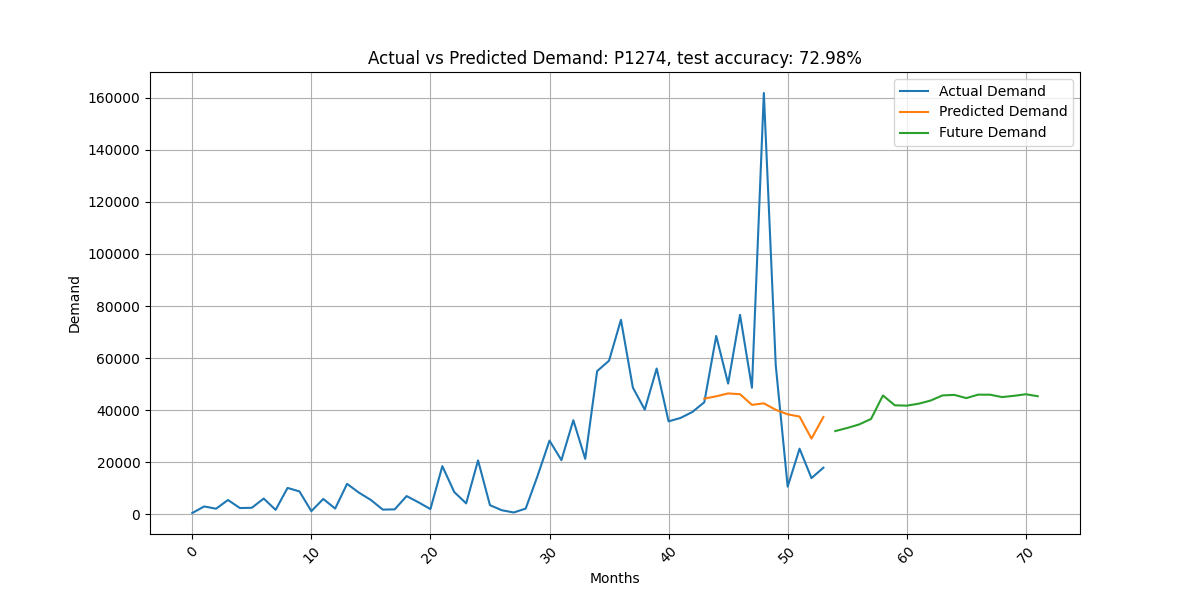 Actual vs Predicted Demand: P1274, test accuracy: 72.98%
Actual Demand
Predicted Demand
Future Demand
160000
140000
120000
100000
80000
60000
40000
20000
0
Demand
0 10 20 30 40 50 60 70
Months